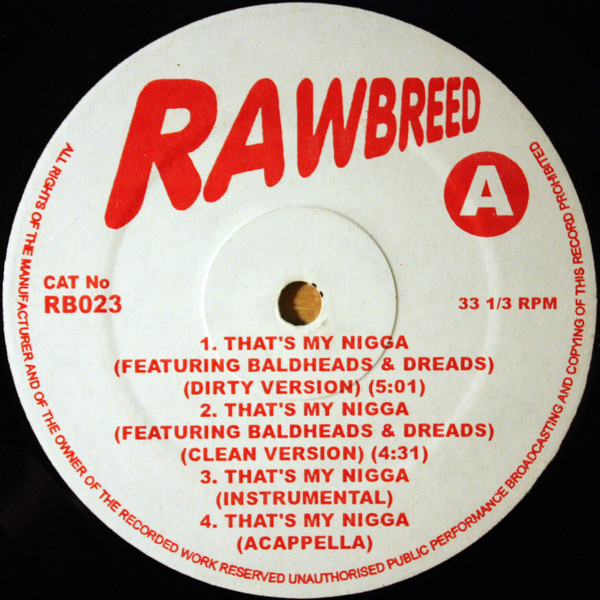 RAWBREED
A
CAT No
RB023
33 1/3 RPM
1. THAT'S MY NIGGA
(FEATURING BALDHEADS & DREADS)
(DIRTY VERSION) (5:01)
2. THAT'S MY NIGGA
(FEATURING BALDHEADS & DREADS)
(CLEAN VERSION) (4:31)
3. THAT'S MY NIGGA
(INSTRUMENTAL)
4. THAT'S MY NIGGA
(ACAPPELLA)
ALL RIGHTS OF THE MANUFACTURER AND OF THE OWNER OF THE RECORDED WORK RESERVED UNAUTHORISED PUBLIC PERFORMANCE BROADCASTING AND COPYING OF THIS RECORD PROHIBITED